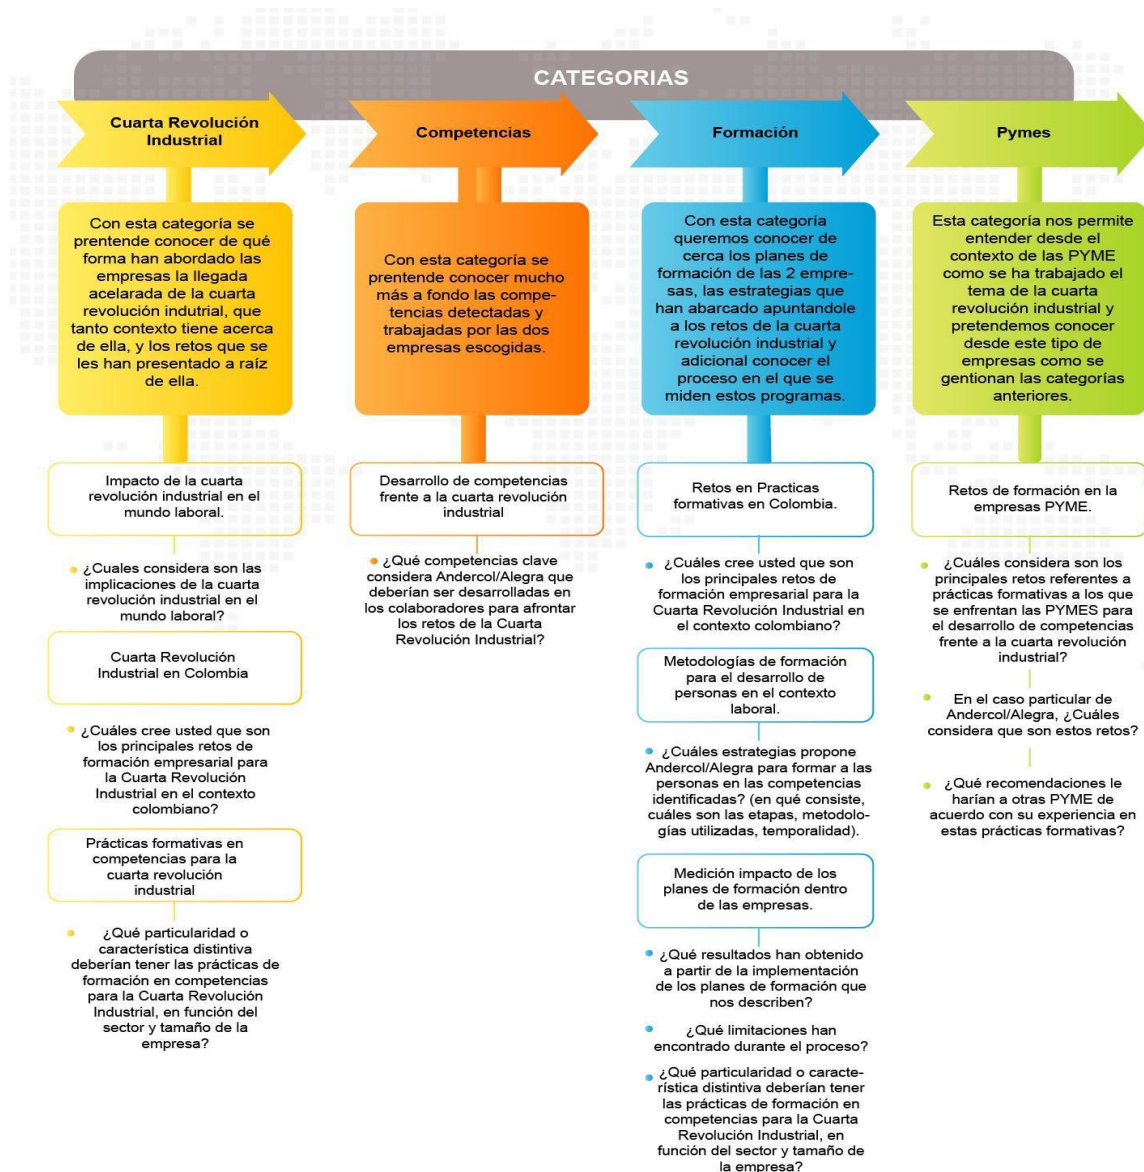 CATEGORIAS
Cuarta Revolución
Industrial
Con esta categoría se
prentende conocer de qué
forma han abordado las
empresas la llegada
acelarada de la cuarta
revolución indutrial, que
tanto contexto tiene acerca
de ella, y los retos que se
les han presentado a raíz
de ella.
Impacto de la cuarta
revolución industrial en el
mundo laboral.
¿Cuales considera son las
implicaciones de la cuarta
revolución industrial en el
mundo laboral?
Cuarta Revolución
Industrial en Colombia
¿Cuáles cree usted que son
los principales retos de
formación empresarial para
la Cuarta Revolución
Industrial en el contexto
colombiano?
Prácticas formativas en
competencias para la
cuarta revolución
industrial
¿Qué particularidad o
característica distintiva
deberían tener las prácticas de
formación en competencias
para la Cuarta Revolución
Industrial, en función del
sector y tamaño de la
empresa?
Competencias
Con esta categoría se
prentende conocer mucho
más a fondo las compe-
tencias detectadas y
trabajadas por las dos
empresas escogidas.
Desarrollo de competencias
frente a la cuarta revolución
industrial
¿Qué competencias clave
considera Andercol/Alegra que
deberían ser desarrolladas en
los colaboradores para afrontar
los retos de la Cuarta
Revolución Industrial?
Formación
Con esta categoría
queremos conocer de
cerca los planes de
formación de las 2 empre-
sas, las estrategias que
han abarcado apuntandole
a los retos de la cuarta
revolución industrial y
adicional conocer el
proceso en el que se
miden estos programas.
Retos en Practicas
formativas en Colombia.
¿Cuáles cree usted que son
los principales retos de
formación empresarial para la
Cuarta Revolución Industrial en
el contexto colombiano?
Metodologías de formación
para el desarrollo de
personas en el contexto
laboral.
¿Cuáles estrategias propone
Andercol/Alegra para formar a las
personas en las competencias
identificadas? (en qué consiste,
cuáles son las etapas, metodolo-
gías utilizadas, temporalidad).
Medición impacto de los
planes de formación dentro
de las empresas.
¿Qué resultados han obtenido
a partir de la implementación
de los planes de formación que
nos describen?
¿Qué limitaciones han
encontrado durante el proceso?
¿Qué particularidad o caracte-
rística distintiva deberían tener
las prácticas de formación en
competencias para la Cuarta
Revolución Industrial, en
función del sector y tamaño de
la empresa?
Pymes
Esta categoría nos permite
entender desde el
contexto de las PYME
como se ha trabajado el
tema de la cuarta
revolución industrial y
pretendemos conocer
desde este tipo de
empresas como se
gentionan las categorías
anteriores.
Retos de formación en la
empresas PYME.
¿Cuáles considera son los
principales retos referentes a
prácticas formativas a los que
se enfrentan las PYMES para
el desarrollo de competencias
frente a la cuarta revolución
industrial?
En el caso particular de
Andercol/Alegra, ¿Cuáles
considera que son estos retos?
¿Qué recomendaciones le
harían a otras PYME de
acuerdo con su experiencia en
estas prácticas formativas?